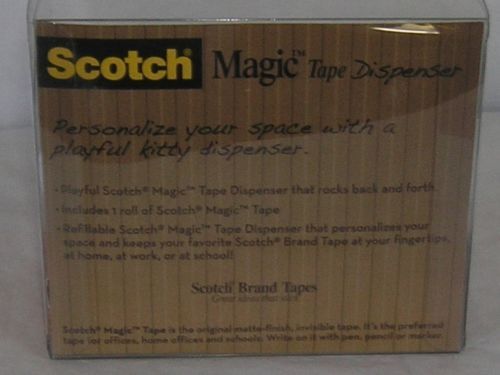 Scotch® Magic™ Tape Dispenser
Personalize your space with a
playful kitty dispenser.
• Playful Scotch® Magic™ Tape Dispenser that rocks back and forth.
• Includes 1 roll of Scotch® Magic™ Tape
• Refillable Scotch® Magic™ Tape Dispenser that personalizes your
space and keeps your favorite Scotch® Brand Tape at your fingertips,
at home, at work, or at school!
Scotch® Brand Tapes
Great ideas that stick.
Scotch® Magic™ Tape is the original matte-finish, invisible tape. It's the preferred
tape for offices, home offices and schools. Write on it with pen, pencil or marker.